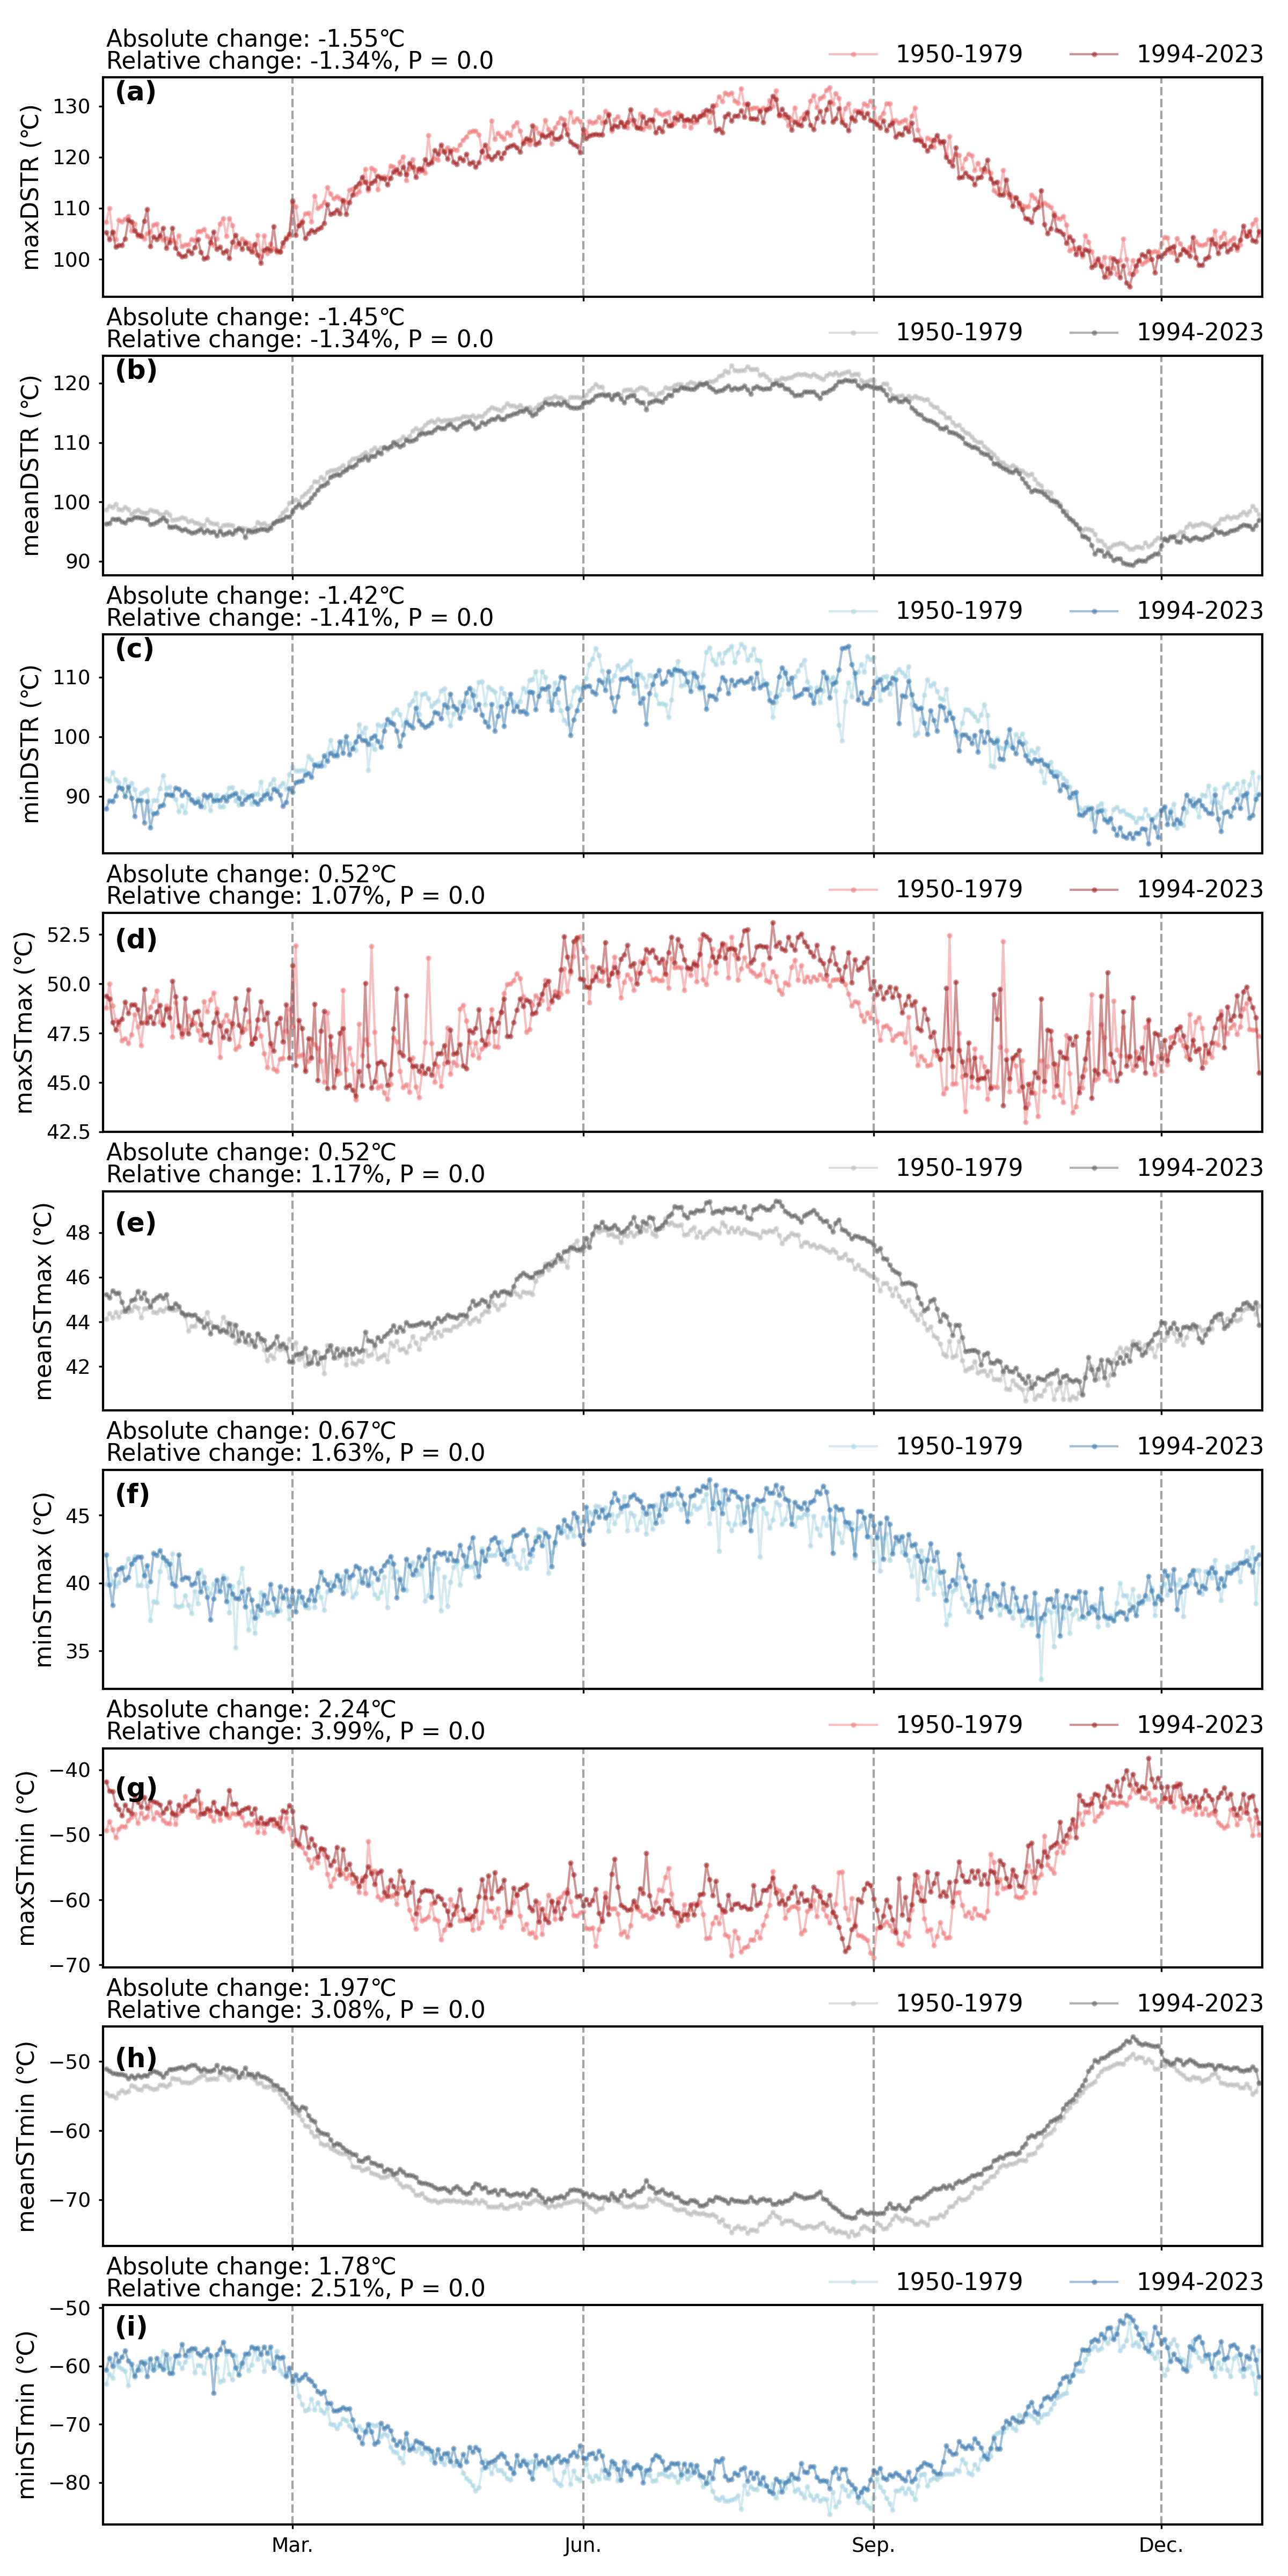 Absolute change: -1.55℃
Relative change: -1.34%, P = 0.0
1950-1979 1994-2023
(a)
maxDSTR (℃)
130
120
110
100
Absolute change: -1.45℃
Relative change: -1.34%, P = 0.0
1950-1979 1994-2023
(b)
meanDSTR (℃)
120
110
100
90
Absolute change: -1.42℃
Relative change: -1.41%, P = 0.0
1950-1979 1994-2023
(c)
minDSTR (℃)
110
100
90
Absolute change: 0.52℃
Relative change: 1.07%, P = 0.0
1950-1979 1994-2023
(d)
maxSTmax (℃)
52.5
50.0
47.5
45.0
42.5
Absolute change: 0.52℃
Relative change: 1.17%, P = 0.0
1950-1979 1994-2023
(e)
meanSTmax (℃)
48
46
44
42
Absolute change: 0.67℃
Relative change: 1.63%, P = 0.0
1950-1979 1994-2023
(f)
minSTmax (℃)
45
40
35
Absolute change: 2.24℃
Relative change: 3.99%, P = 0.0
1950-1979 1994-2023
(g)
maxSTmin (℃)
−40
−50
−60
−70
Absolute change: 1.97℃
Relative change: 3.08%, P = 0.0
1950-1979 1994-2023
(h)
meanSTmin (℃)
−50
−60
−70
Absolute change: 1.78℃
Relative change: 2.51%, P = 0.0
1950-1979 1994-2023
(i)
minSTmin (℃)
−50
−60
−70
−80
Mar. Jun. Sep. Dec.